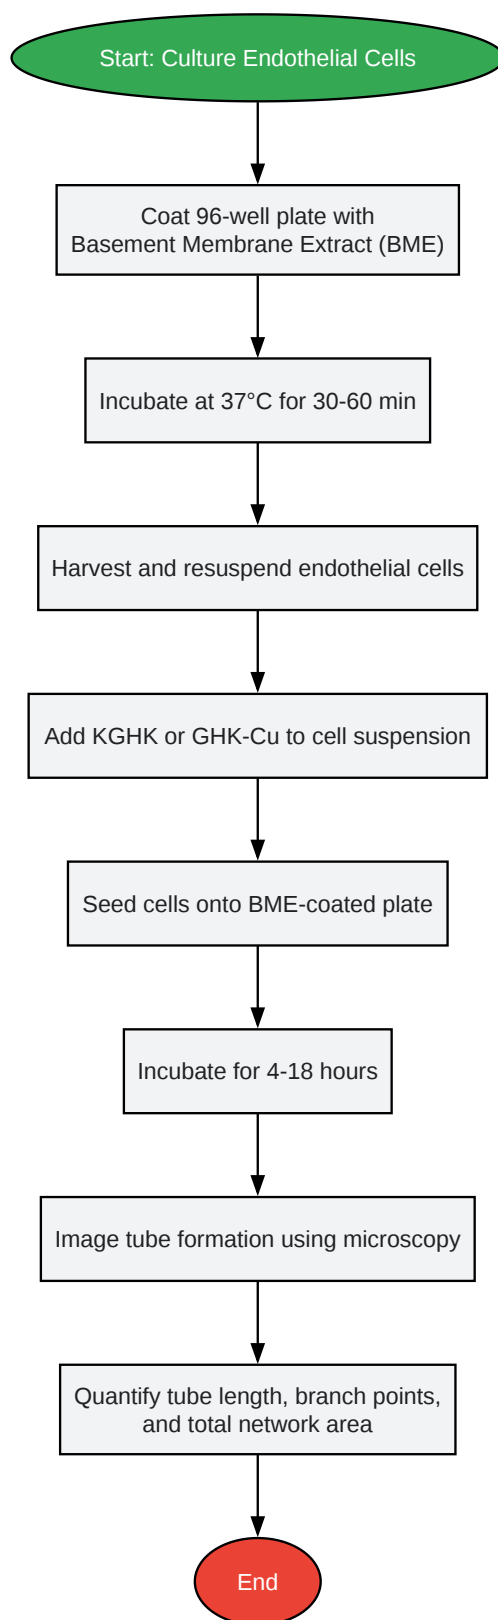 Start: Culture Endothelial Cells
Coat 96-well plate with
Basement Membrane Extract (BME)
Incubate at 37°C for 30-60 min
Harvest and resuspend endothelial cells
Add KGHK or GHK-Cu to cell suspension
Seed cells onto BME-coated plate
Incubate for 4-18 hours
Image tube formation using microscopy
Quantify tube length, branch points,
and total network area
End